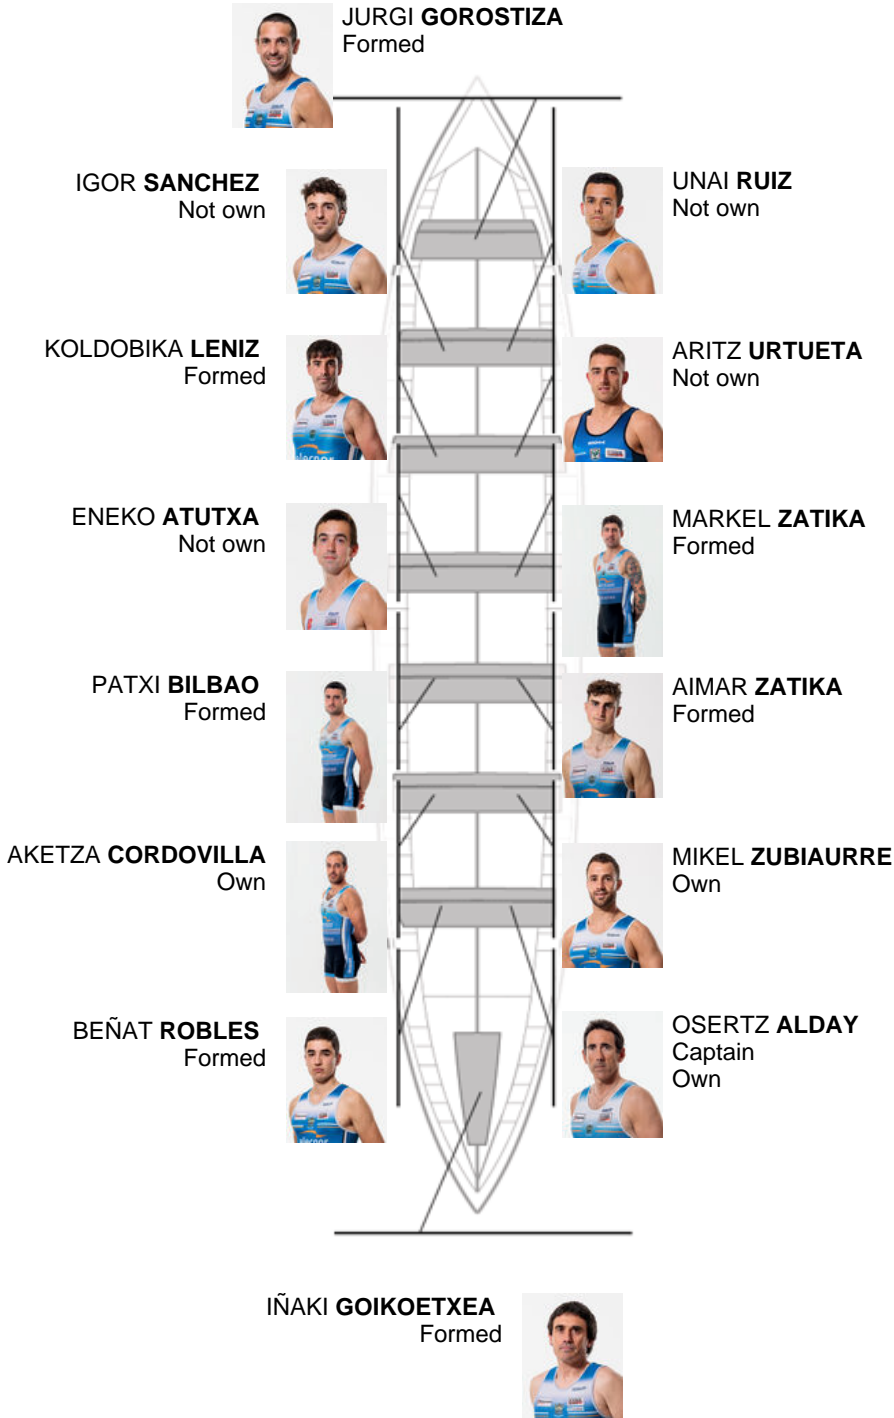 JURGI GOROSTIZA
Formed
IGOR SANCHEZ
Not own
UNAI RUIZ
Not own
KOLDOBIKA LENIZ
Formed
ARITZ URTUETA
Not own
ENEKO ATUTXA
Not own
MARKEL ZATIKA
Formed
PATXI BILBAO
Formed
AIMAR ZATIKA
Formed
AKETZA CORDOVILLA
Own
MIKEL ZUBIAURRE
Own
BEÑAT ROBLES
Formed
OSERTZ ALDAY
Captain
Own
IÑAKI GOIKOETXEA
Formed